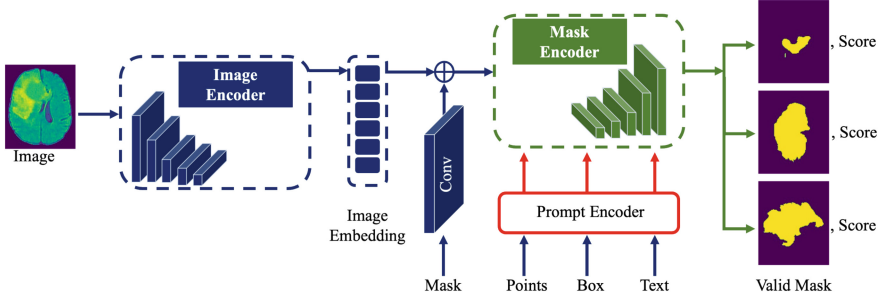 Image
Image
Encoder
Image
Embedding
Conv
Mask
Mask
Encoder
Prompt Encoder
Points
Box
Text
, Score
, Score
, Score
Valid Mask